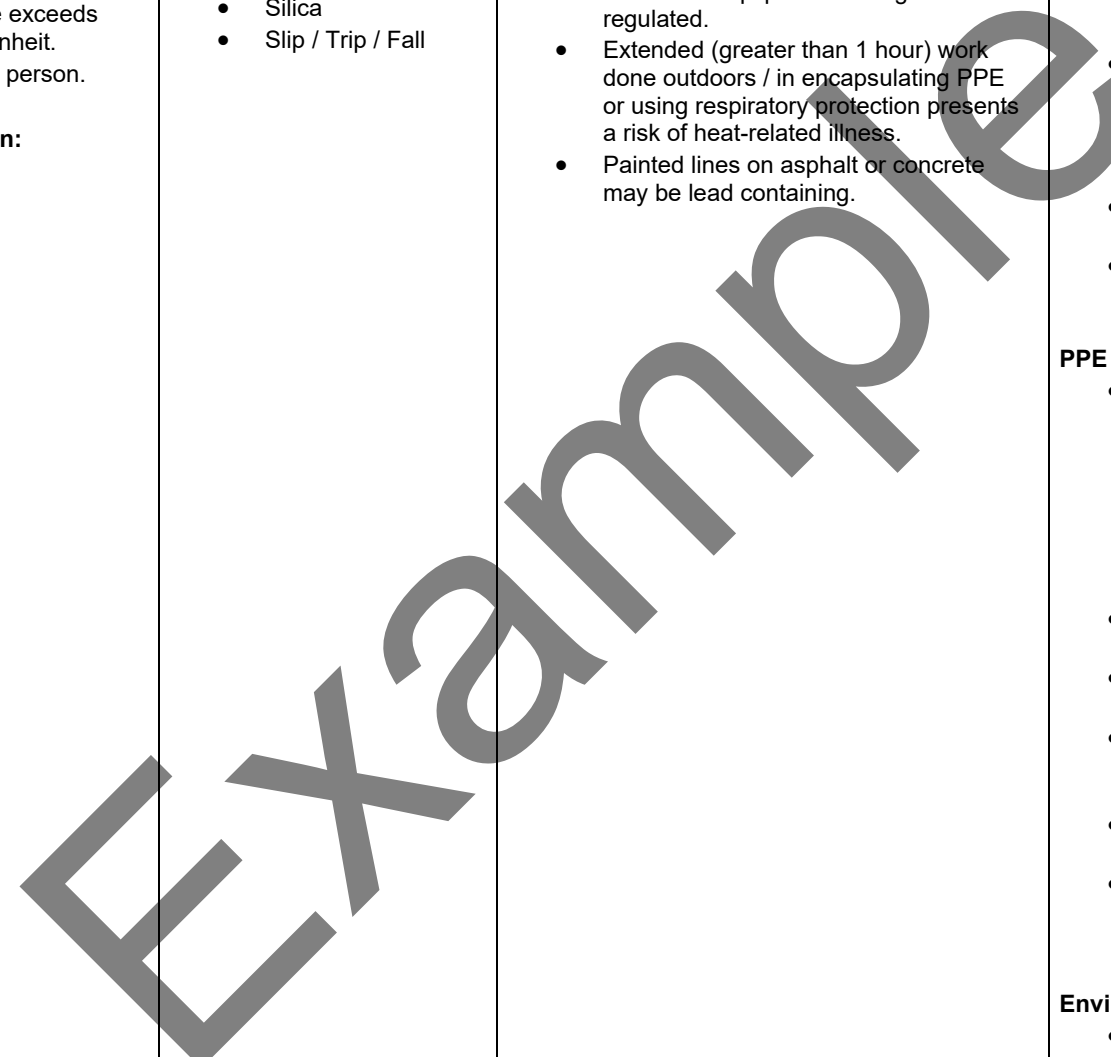 exceeds
nheit.
person.
n:
Silica
● Slip / Trip / Fall
regulated.
● Extended (greater than 1 hour) work
done outdoors / in encapsulating PPE
or using respiratory protection presents
a risk of heat-related illness.
● Painted lines on asphalt or concrete
may be lead containing.
PPE
Envi
Example